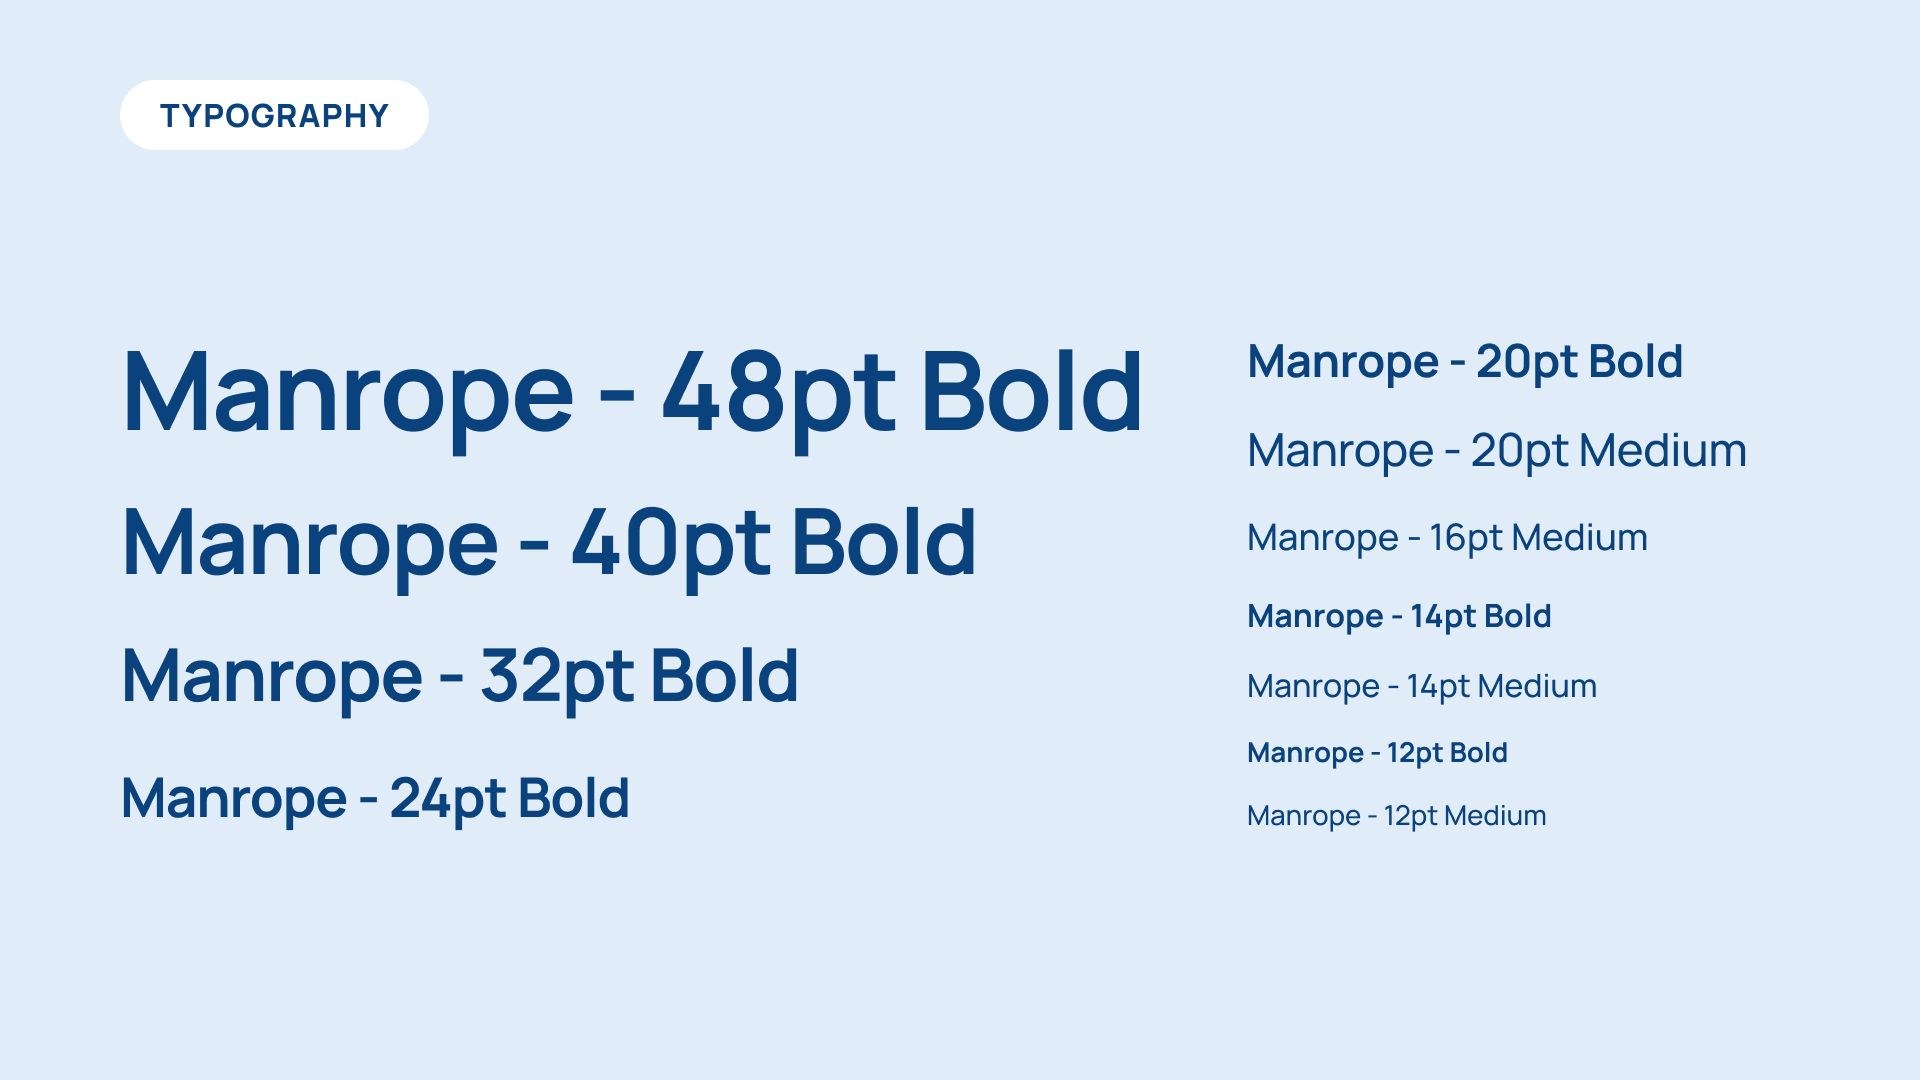 TYPOGRAPHY
Manrope - 48pt Bold
Manrope - 40pt Bold
Manrope - 32pt Bold
Manrope - 24pt Bold
Manrope - 20pt Bold
Manrope - 20pt Medium
Manrope - 16pt Medium
Manrope - 14pt Bold
Manrope - 14pt Medium
Manrope - 12pt Bold
Manrope - 12pt Medium